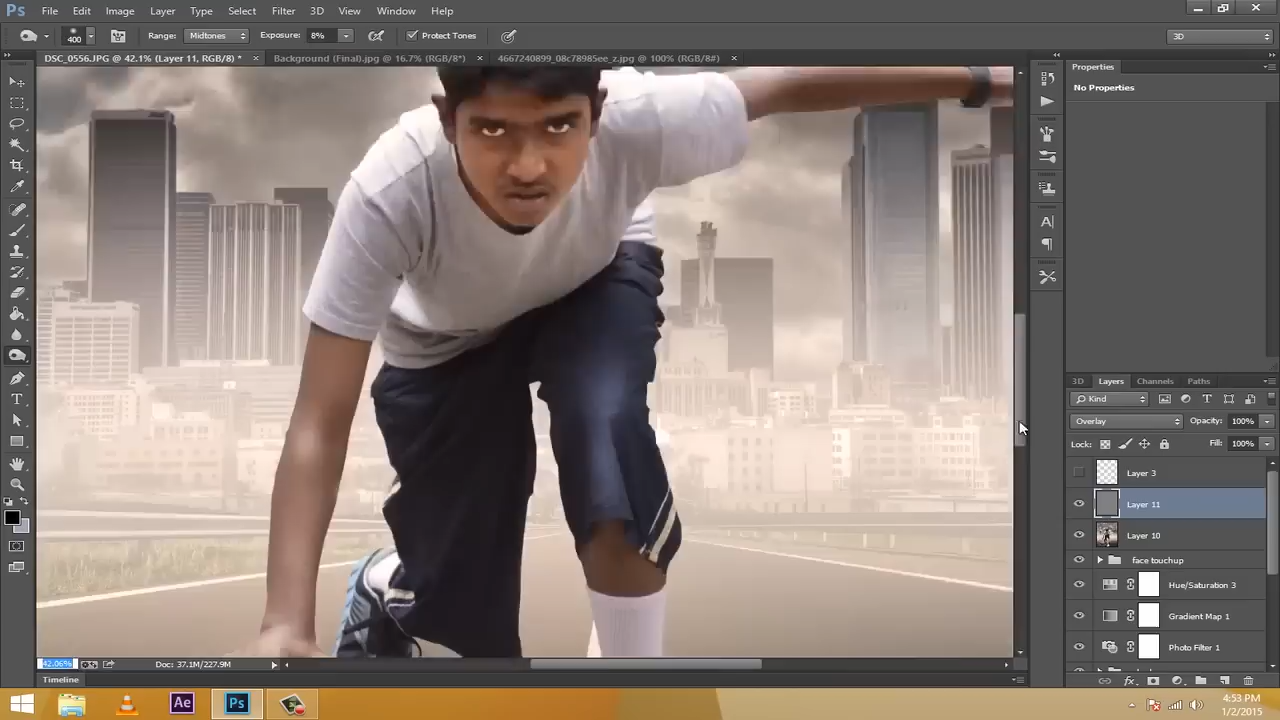 Ps File Edit Image Layer Type Select Filter 3D View Window Help
400 Range: Midtones Exposure: 8% Protect Tones 3D
DSC_0556.JPG @ 42.1% (Layer 11, RGB/8) * × Background (Final).jpg @ 16.7% (RGB/8*) × 4667240899_08c78985ee_z.jpg @ 100% (RGB/8#) ×
Properties
No Properties
3D Layers Channels Paths
Kind
Overlay Opacity: 100%
Lock: Fill: 100%
Layer 3
Layer 11
Layer 10
face touchup
Hue/Saturation 3
Gradient Map 1
Photo Filter 1
42.06% Doc: 37.1M/227.9M
Timeline
Ae Ps
4:53 PM
1/2/2015